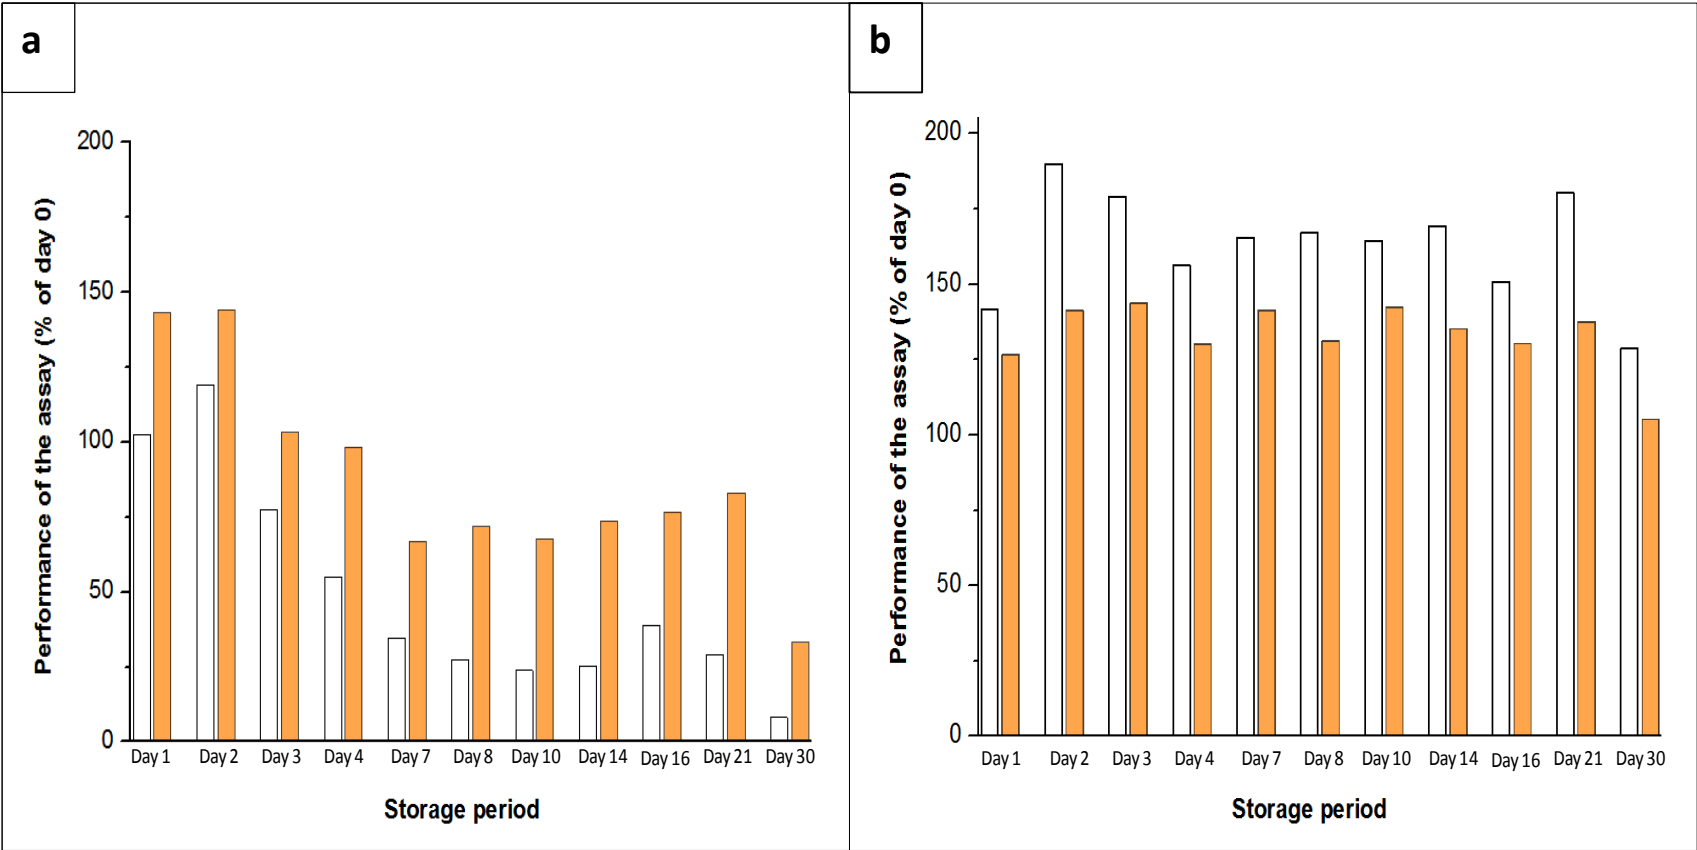 a
200
150
100
50
0
Performance of the assay (% of day 0)
Day 1 Day 2 Day 3 Day 4 Day 7 Day 8 Day 10 Day 14 Day 16 Day 21 Day 30
Storage period
b
200
150
100
50
0
Performance of the assay (% of day 0)
Day 1 Day 2 Day 3 Day 4 Day 7 Day 8 Day 10 Day 14 Day 16 Day 21 Day 30
Storage period